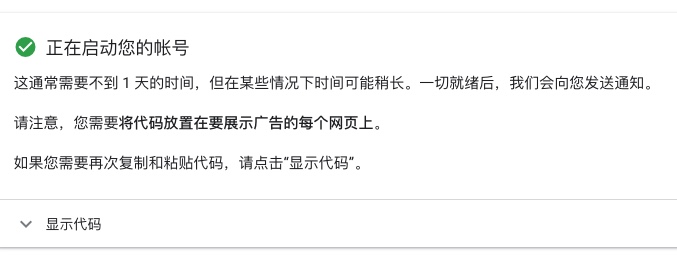 正在启动您的帐号
这通常需要不到 1 天的时间，但在某些情况下时间可能稍长。一切就绪后，我们会向您发送通知。
请注意，您需要将代码放置在要展示广告的每个网页上。
如果您需要再次复制和粘贴代码，请点击“显示代码”。
显示代码